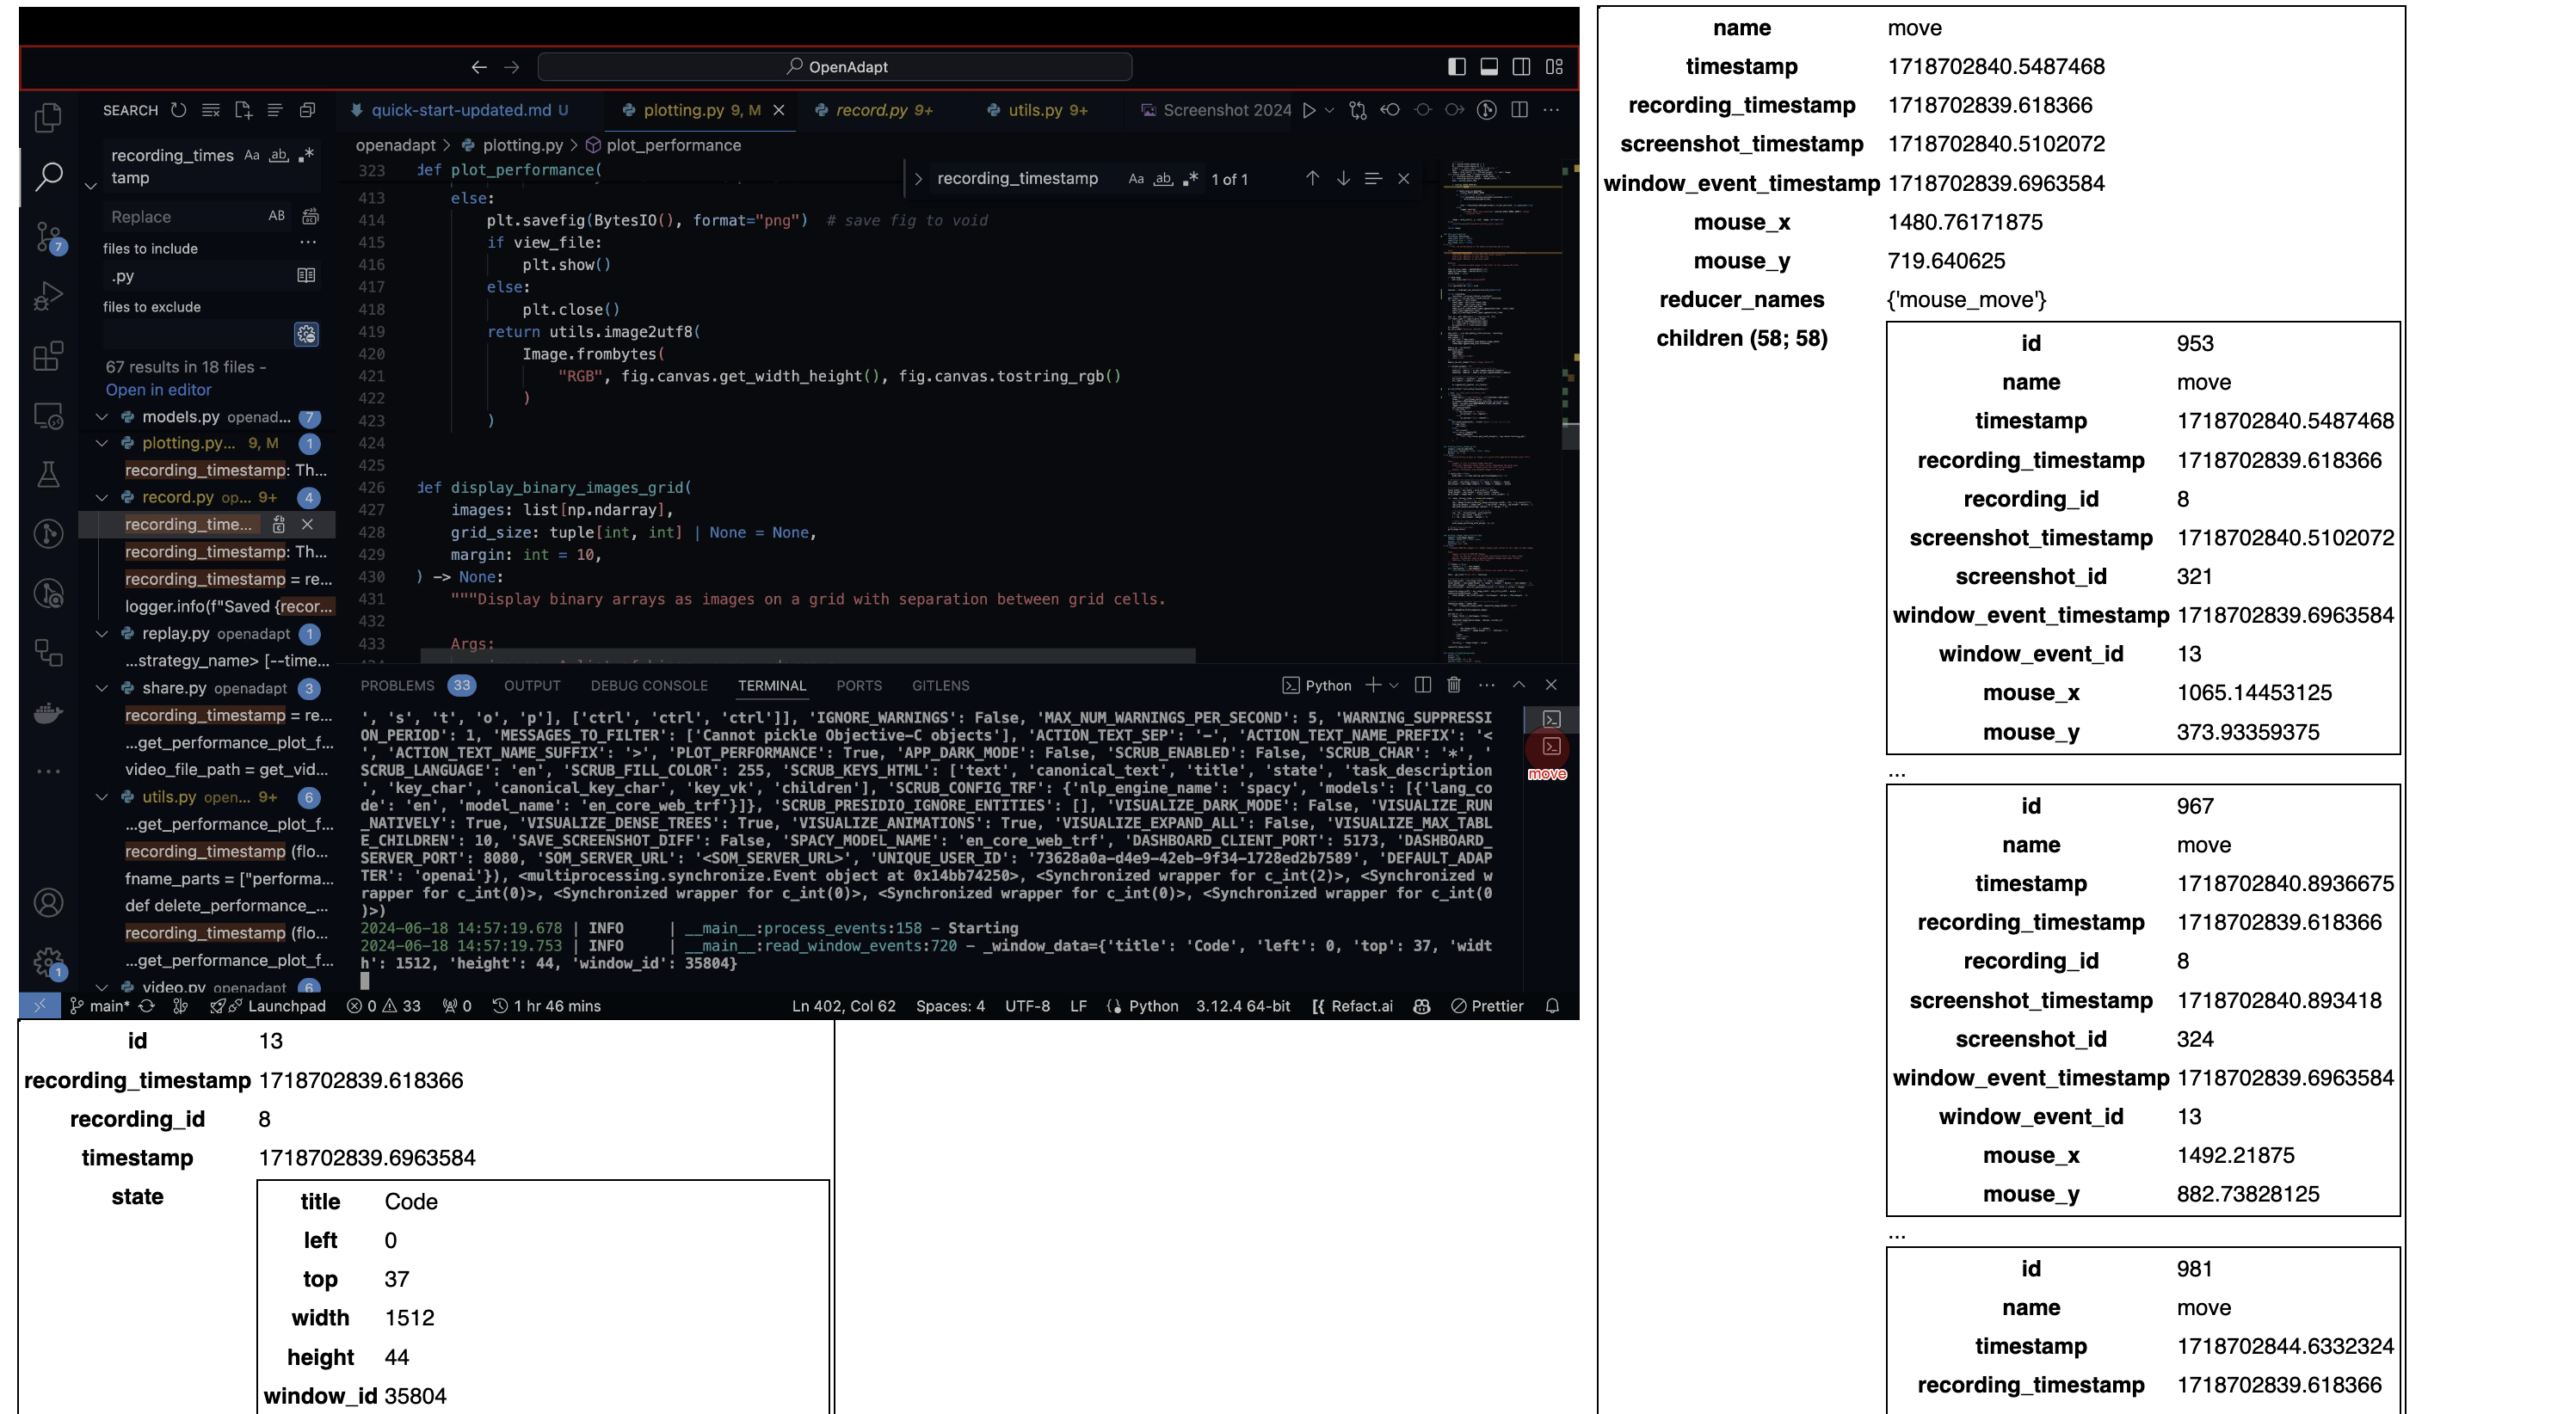 OpenAdapt
SEARCH
recording_times
tamp
Aa ab, .*
Replace
AB
files to include
.py
files to exclude
67 results in 18 files -
Open in editor
models.py openad... 7
plotting.py... 9, M 1
recording_timestamp: Th...
record.py op... 9+ 4
recording_time...
recording_timestamp: Th...
recording_timestamp = re...
logger.info(f"Saved {recor...
replay.py openadapt 1
...strategy_name> [--time...
share.py openadapt 3
recording_timestamp = re...
...get_performance_plot_f...
video_file_path = get_vid...
utils.py open... 9+ 6
...get_performance_plot_f...
recording_timestamp (flo...
fname_parts = ["performa...
def delete_performance_...
recording_timestamp (flo...
...get_performance_plot_f...
video.py openadapt 6
7
1
quick-start-updated.md U
plotting.py 9, M
record.py 9+
utils.py 9+
Screenshot 2024
openadapt > plotting.py > plot_performance
recording_timestamp Aa ab, .* 1 of 1
323 def plot_performance(
413 else:
414 plt.savefig(BytesIO(), format="png") # save fig to void
415 if view_file:
416 plt.show()
417 else:
418 plt.close()
419 return utils.image2utf8(
420 Image.frombytes(
421 "RGB", fig.canvas.get_width_height(), fig.canvas.tostring_rgb()
422 )
423 )
424
425
426 def display_binary_images_grid(
427 images: list[np.ndarray],
428 grid_size: tuple[int, int] | None = None,
429 margin: int = 10,
430 ) -> None:
431 """Display binary arrays as images on a grid with separation between grid cells.
432
433 Args:
PROBLEMS 33 OUTPUT DEBUG CONSOLE TERMINAL PORTS GITLENS
Python
', 's', 't', 'o', 'p'], ['ctrl', 'ctrl', 'ctrl']], 'IGNORE_WARNINGS': False, 'MAX_NUM_WARNINGS_PER_SECOND': 5, 'WARNING_SUPPRESSI
ON_PERIOD': 1, 'MESSAGES_TO_FILTER': ['Cannot pickle Objective-C objects'], 'ACTION_TEXT_SEP': '-', 'ACTION_TEXT_NAME_PREFIX': '<
', 'ACTION_TEXT_NAME_SUFFIX': '>', 'PLOT_PERFORMANCE': True, 'APP_DARK_MODE': False, 'SCRUB_ENABLED': False, 'SCRUB_CHAR': '*', '
SCRUB_LANGUAGE': 'en', 'SCRUB_FILL_COLOR': 255, 'SCRUB_KEYS_HTML': ['text', 'canonical_text', 'title', 'state', 'task_description
', 'key_char', 'canonical_key_char', 'key_vk', 'children'], 'SCRUB_CONFIG_TRF': {'nlp_engine_name': 'spacy', 'models': [{'lang_co
de': 'en', 'model_name': 'en_core_web_trf'}]}, 'SCRUB_PRESIDIO_IGNORE_ENTITIES': [], 'VISUALIZE_DARK_MODE': False, 'VISUALIZE_RUN
_NATIVELY': True, 'VISUALIZE_DENSE_TREES': True, 'VISUALIZE_ANIMATIONS': True, 'VISUALIZE_EXPAND_ALL': False, 'VISUALIZE_MAX_TABL
E_CHILDREN': 10, 'SAVE_SCREENSHOT_DIFF': False, 'SPACY_MODEL_NAME': 'en_core_web_trf', 'DASHBOARD_CLIENT_PORT': 5173, 'DASHBOARD_
SERVER_PORT': 8080, 'SOM_SERVER_URL': '<SOM_SERVER_URL>', 'UNIQUE_USER_ID': '73628a0a-d4e9-42eb-9f34-1728ed2b7589', 'DEFAULT_ADAP
TER': 'openai'}), <multiprocessing.synchronize.Event object at 0x14bb74250>, <Synchronized wrapper for c_int(2)>, <Synchronized w
rapper for c_int(0)>, <Synchronized wrapper for c_int(0)>, <Synchronized wrapper for c_int(0)>, <Synchronized wrapper for c_int(0
)>)
2024-06-18 14:57:19.678 | INFO | __main__:process_events:158 - Starting
2024-06-18 14:57:19.753 | INFO | __main__:read_window_events:720 - _window_data={'title': 'Code', 'left': 0, 'top': 37, 'widt
h': 1512, 'height': 44, 'window_id': 35804}
move
main* Launchpad 0 33 0 1 hr 46 mins Ln 402, Col 62 Spaces: 4 UTF-8 LF Python 3.12.4 64-bit Refact.ai Prettier
id 13
recording_timestamp 1718702839.618366
recording_id 8
timestamp 1718702839.6963584
state
title Code
left 0
top 37
width 1512
height 44
window_id 35804
name move
timestamp 1718702840.5487468
recording_timestamp 1718702839.618366
screenshot_timestamp 1718702840.5102072
window_event_timestamp 1718702839.6963584
mouse_x 1480.76171875
mouse_y 719.640625
reducer_names {'mouse_move'}
children (58; 58)
id 953
name move
timestamp 1718702840.5487468
recording_timestamp 1718702839.618366
recording_id 8
screenshot_timestamp 1718702840.5102072
screenshot_id 321
window_event_timestamp 1718702839.6963584
window_event_id 13
mouse_x 1065.14453125
mouse_y 373.93359375
...
id 967
name move
timestamp 1718702840.8936675
recording_timestamp 1718702839.618366
recording_id 8
screenshot_timestamp 1718702840.893418
screenshot_id 324
window_event_timestamp 1718702839.6963584
window_event_id 13
mouse_x 1492.21875
mouse_y 882.73828125
...
id 981
name move
timestamp 1718702844.6332324
recording_timestamp 1718702839.618366